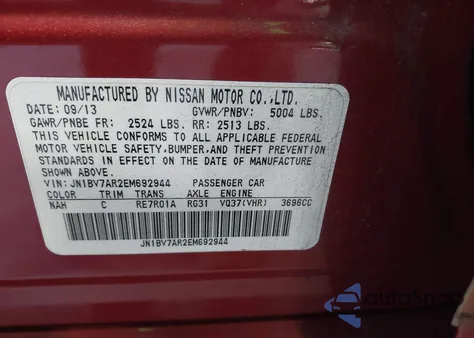 MANUFACTURED BY NISSAN MOTOR CO.,LTD.
DATE: 09/13 GVWR/PNBV: 5004 LBS.
GAWR/PNBE FR: 2524 LBS. RR: 2513 LBS.
THIS VEHICLE CONFORMS TO ALL APPLICABLE FEDERAL
MOTOR VEHICLE SAFETY,BUMPER,AND THEFT PREVENTION
STANDARDS IN EFFECT ON THE DATE OF MANUFACTURE
SHOWN ABOVE.
VIN: JN1BV7AR2EM692944 PASSENGER CAR
COLOR TRIM TRANS AXLE ENGINE
NAH C RE7R01A RG31 VQ37(VHR) 3696CC
JN1BV7AR2EM692944
autoSnap